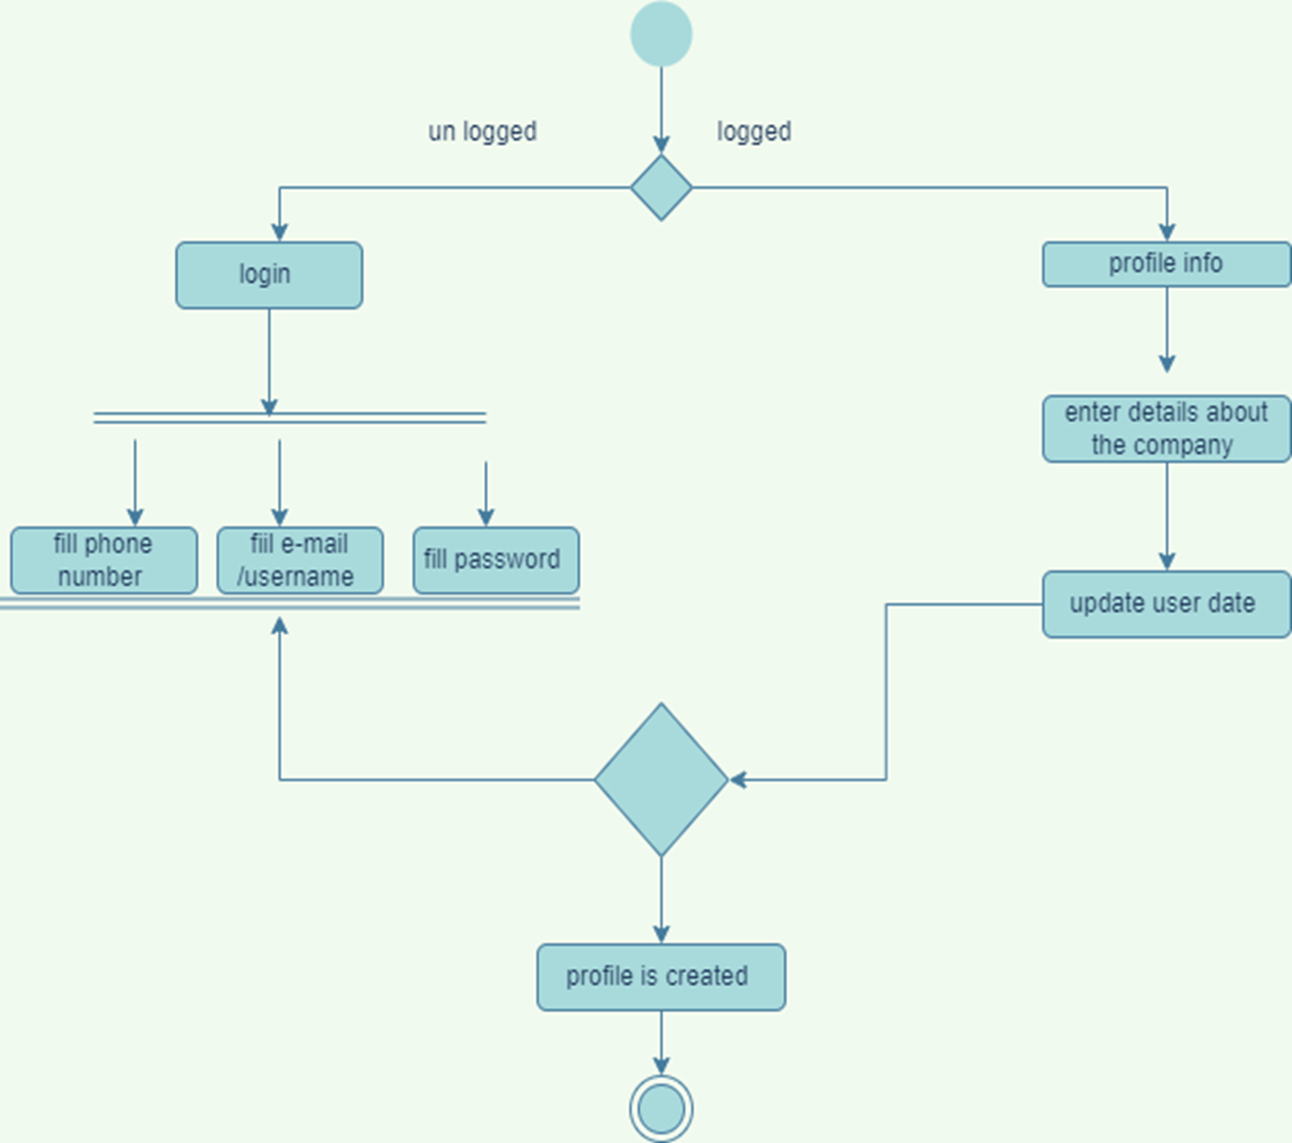 un logged
logged
login
profile info
enter details about
the company
fill phone
number
fiil e-mail
/username
fill password
update user date
profile is created